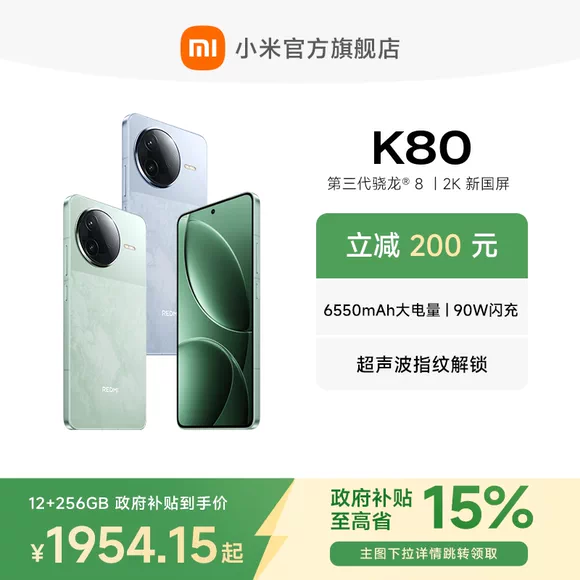 mi 小米官方旗舰店
K80
第三代骁龙® 8 | 2K 新国屏
立减 200 元
6550mAh大电量 | 90W闪充
超声波指纹解锁
REDMI
REDMI
12+256GB 政府补贴到手价
¥1954.15起
政府补贴
至高省
15%
主图下拉详情跳转领取